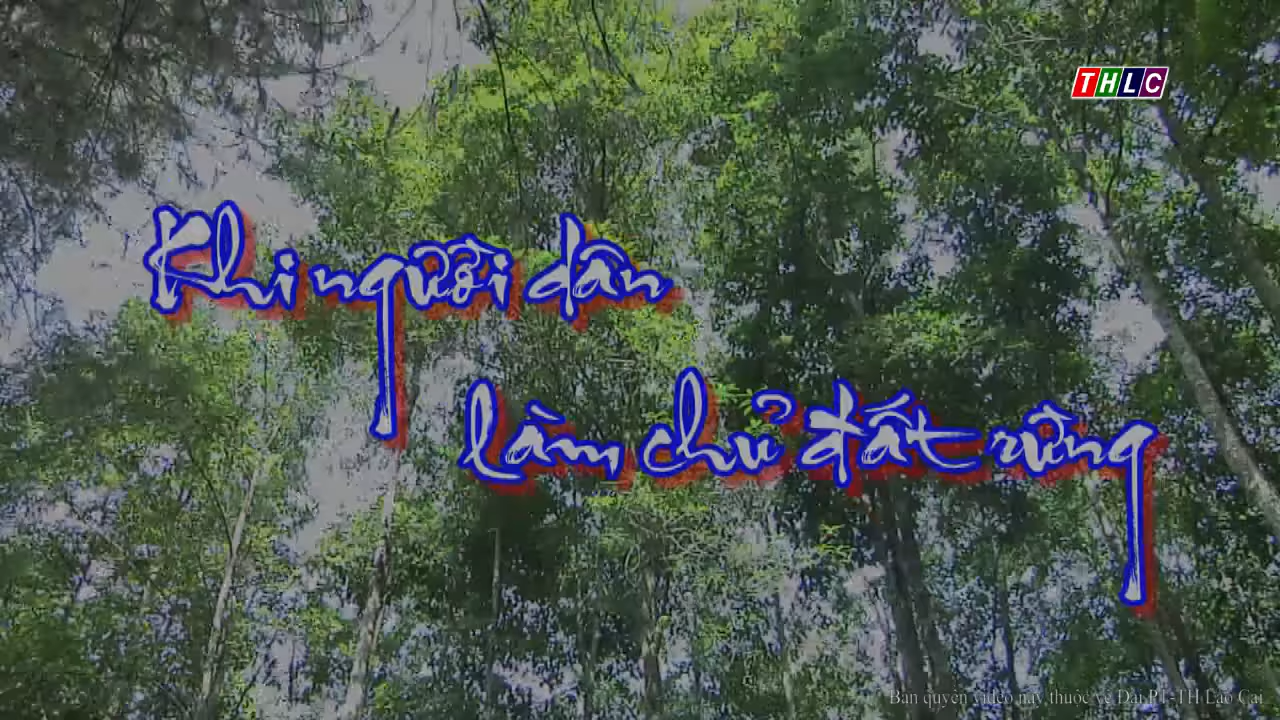 THLC
Khi người dân
làm chủ đất rừng
Bản quyền video này thuộc về Đài PT-TH Lào Cai